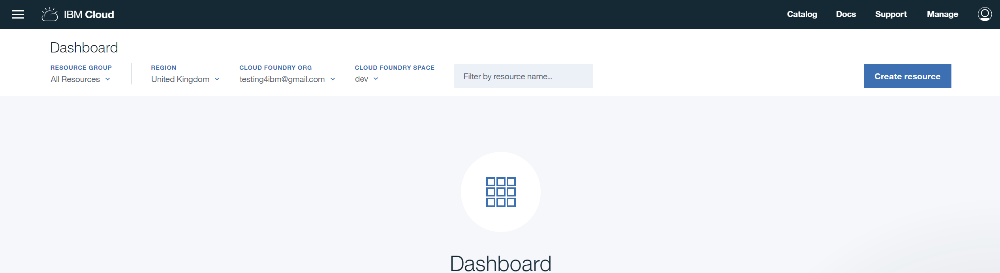 IBM Cloud
Catalog Docs Support Manage
Dashboard
RESOURCE GROUP REGION CLOUD FOUNDRY ORG CLOUD FOUNDRY SPACE
All Resources United Kingdom testing4ibm@gmail.com dev
Filter by resource name...
Create resource
Dashboard